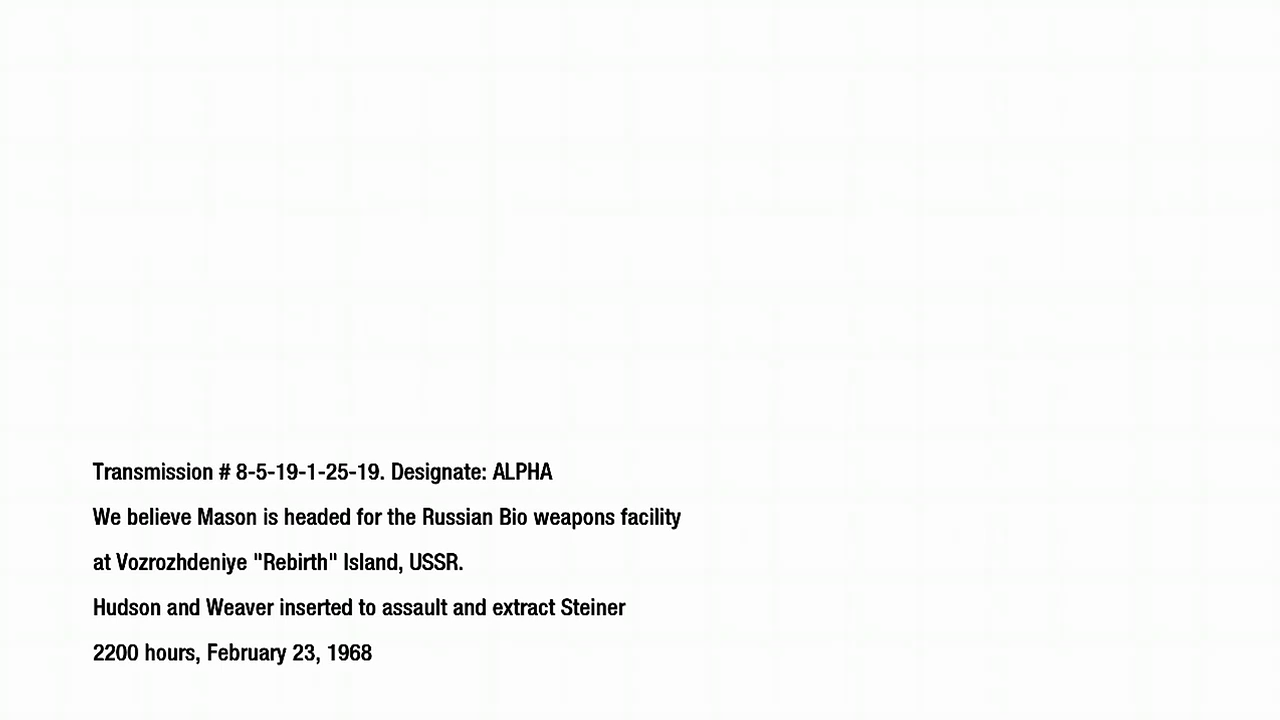 Transmission # 8-5-19-1-25-19. Designate: ALPHA
We believe Mason is headed for the Russian Bio weapons facility
at Vozrozhdeniye "Rebirth" Island, USSR.
Hudson and Weaver inserted to assault and extract Steiner
2200 hours, February 23, 1968